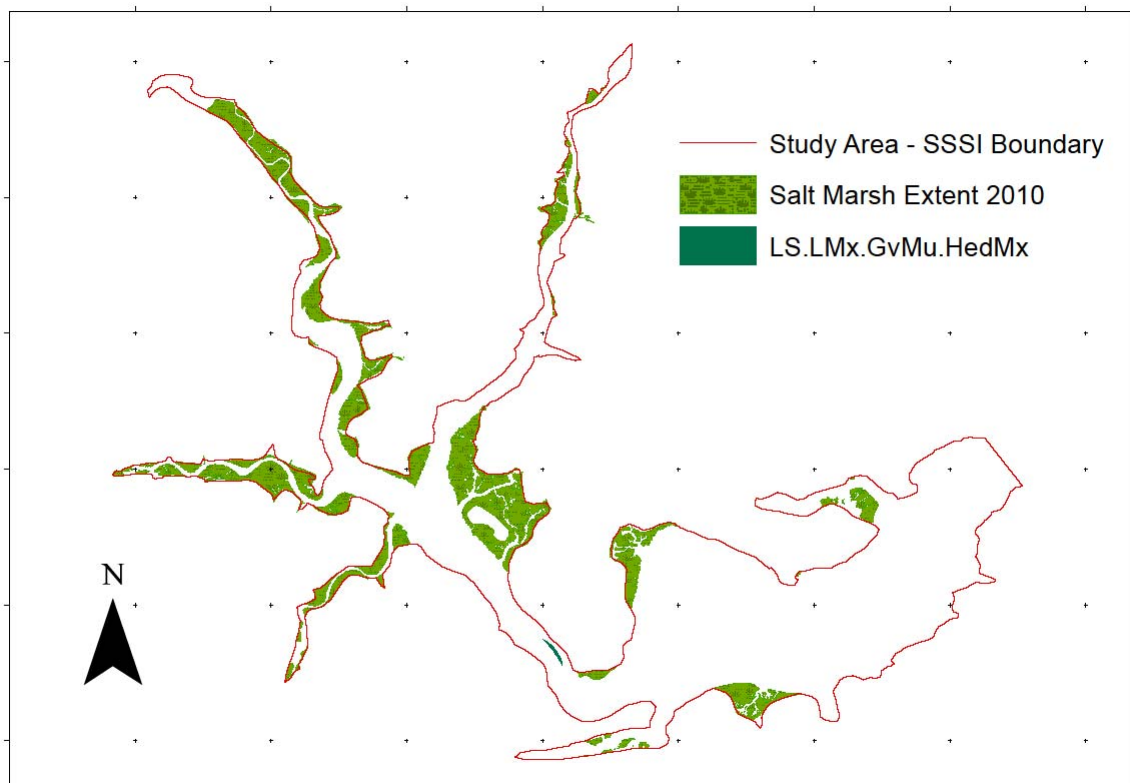 Study Area - SSSI Boundary
Salt Marsh Extent 2010
LS.LMx.GvMu.HedMx
N